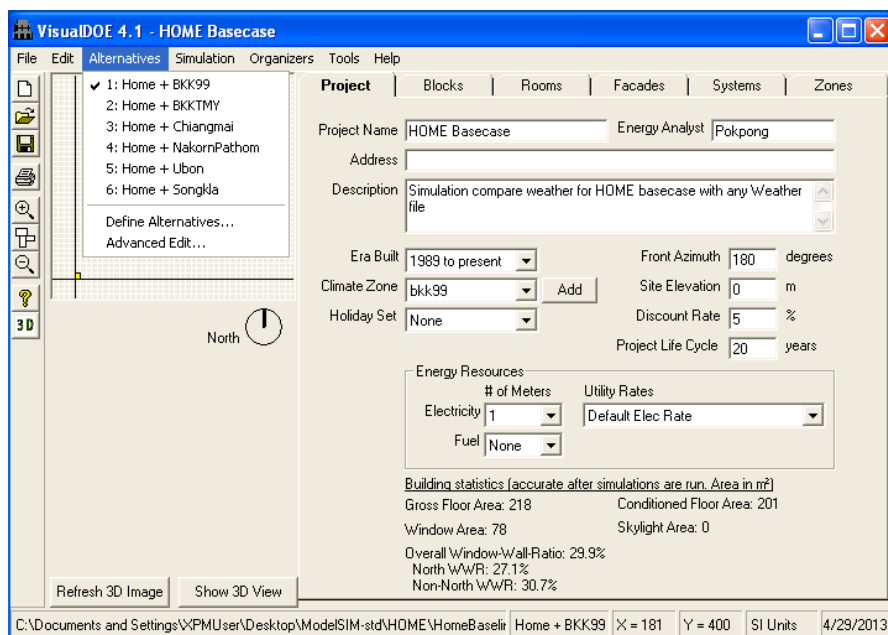 VisualDOE 4.1 - HOME Basecase
File Edit Alternatives Simulation Organizers Tools Help
1: Home + BKK99
2: Home + BKKTMY
3: Home + Chiangmai
4: Home + NakornPathom
5: Home + Ubon
6: Home + Songkla
Define Alternatives...
Advanced Edit...
3D
North
Refresh 3D Image Show 3D View
Project Blocks Rooms Facades Systems Zones
Project Name HOME Basecase Energy Analyst Pokpong
Address
Description Simulation compare weather for HOME basecase with any Weather
file
Era Built 1989 to present Front Azimuth 180 degrees
Climate Zone bkk99 Add Site Elevation 0 m
Holiday Set None Discount Rate 5 %
Project Life Cycle 20 years
Energy Resources
# of Meters Utility Rates
Electricity 1 Default Elec Rate
Fuel None
Building statistics (accurate after simulations are run. Area in m²)
Gross Floor Area: 218 Conditioned Floor Area: 201
Window Area: 78 Skylight Area: 0
Overall Window-Wall-Ratio: 29.9%
North WWR: 27.1%
Non-North WWR: 30.7%
C:\Documents and Settings\XPMUser\Desktop\ModelSIM-std\HOME\HomeBaselin Home + BKK99 X = 181 Y = 400 SI Units 4/29/2013